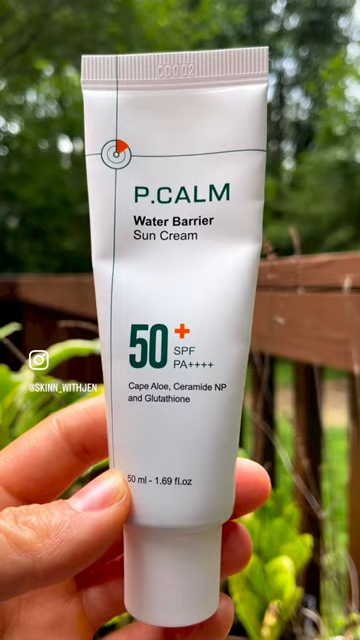 CD002
P.CALM
Water Barrier
Sun Cream
50+
SPF
PA++++
@SKINN_WITHJEN
Cape Aloe, Ceramide NP
and Glutathione
50 ml - 1.69 fl.oz